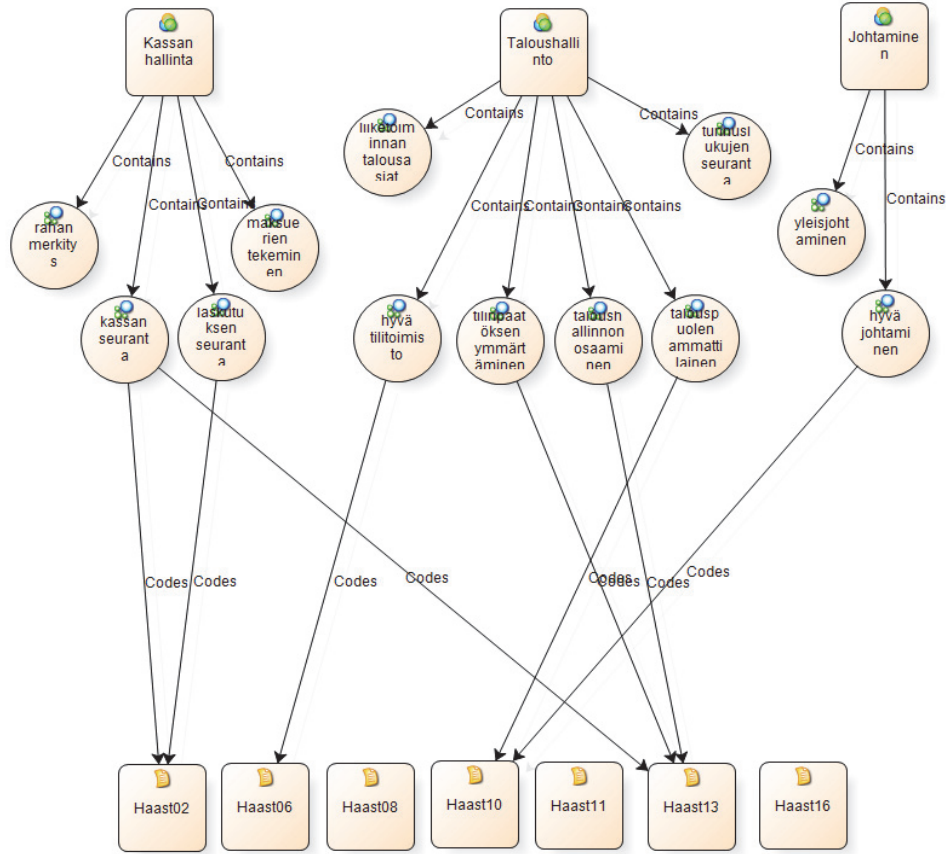 Kassan
hallinta
Taloushalli
nto
Johtamine
n
Contains
Contains
Contains
Contains
Contains
Contains
Contains
Contains
Contains
Contains
Contains
Contains
liiketoim
innan
talousa
siat
tunnusl
ukujen
seurant
a
rahan
merkity
s
maksue
rien
tekemin
en
yleisjoht
aminen
kassan
seurant
a
laskutu
ksen
seurant
a
hyvä
tilitoimis
to
tilinpäät
öksen
ymmärt
äminen
taloush
allinnon
osaami
nen
talousp
uolen
ammatti
lainen
hyvä
johtami
nen
Codes
Codes
Codes
Codes
Codes
Codes
Codes
Codes
Haast02
Haast06
Haast08
Haast10
Haast11
Haast13
Haast16